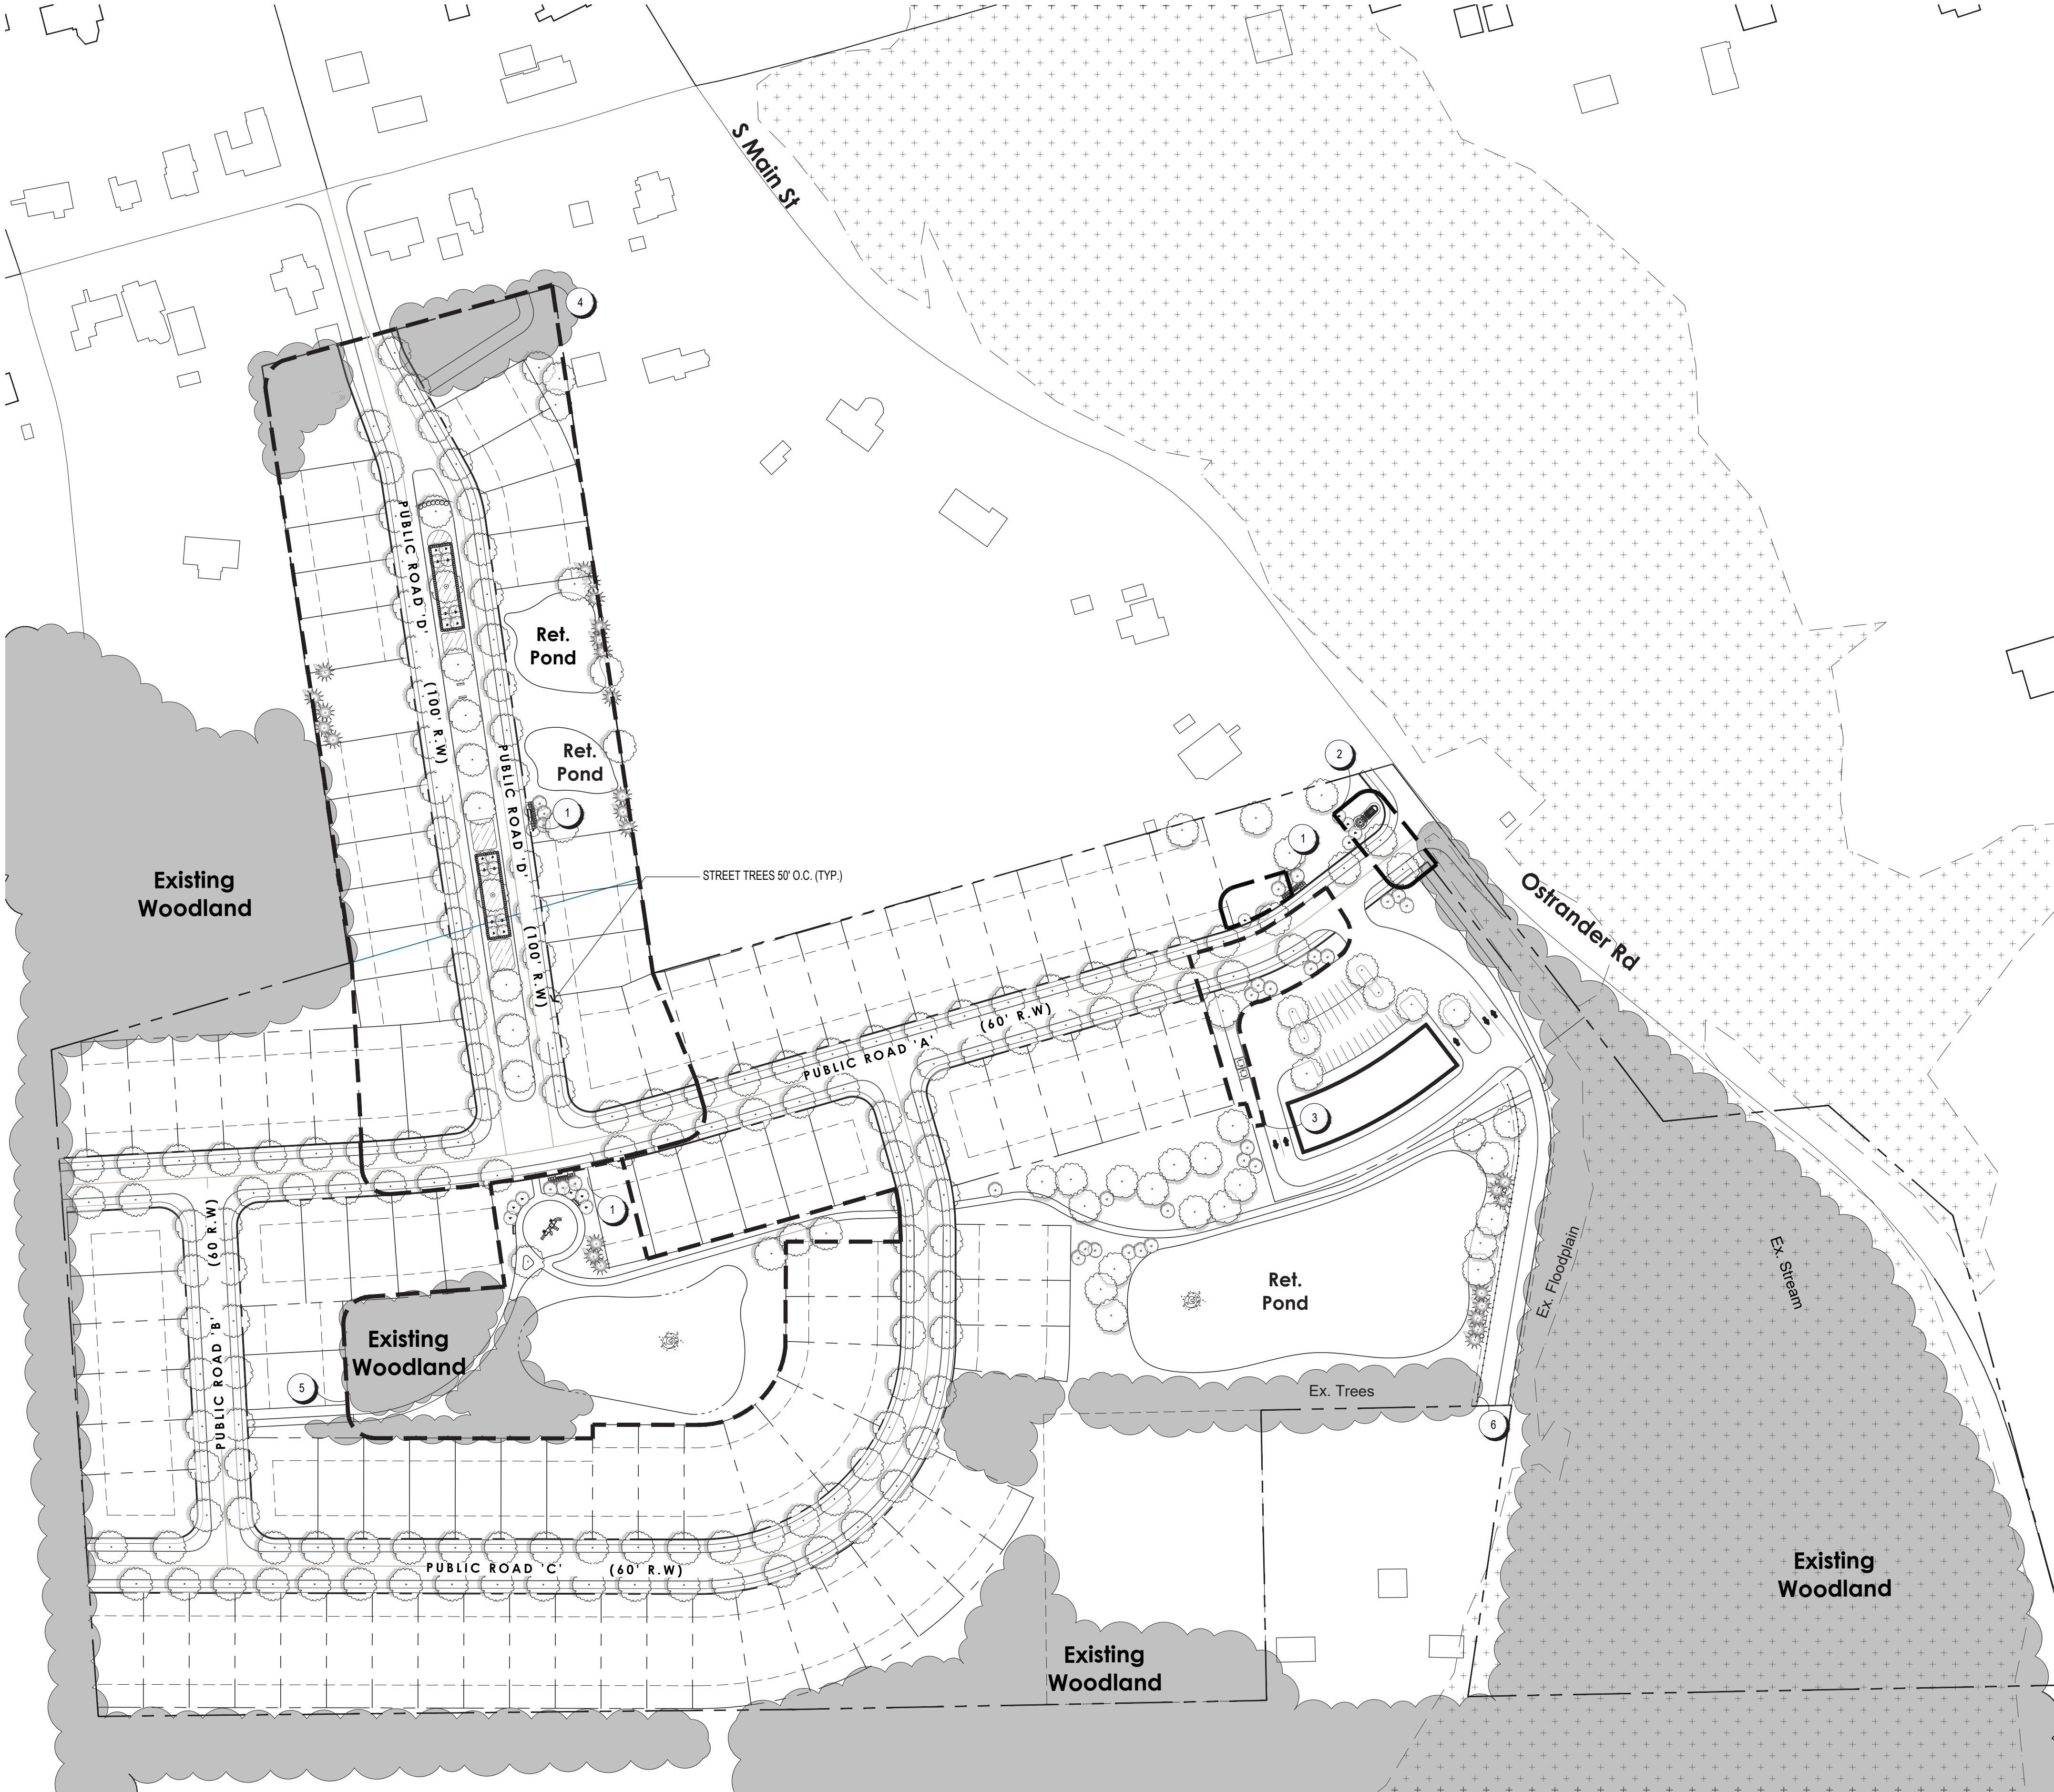 S Main St
4
PUBLIC ROAD 'D'
(100' R.W)
Ret.
Pond
Ret.
Pond
PUBLIC ROAD 'D'
(100' R.W)
1
2
1
STREET TREES 50' O.C. (TYP.)
Existing
Woodland
Ostrander Rd
PUBLIC ROAD 'A'
(60' R.W)
3
1
(60' R.W)
PUBLIC ROAD 'B'
Existing
Woodland
5
Ret.
Pond
Ex. Floodplain
Ex. Stream
Ex. Trees
6
PUBLIC ROAD 'C'
(60' R.W)
Existing
Woodland
Existing
Woodland